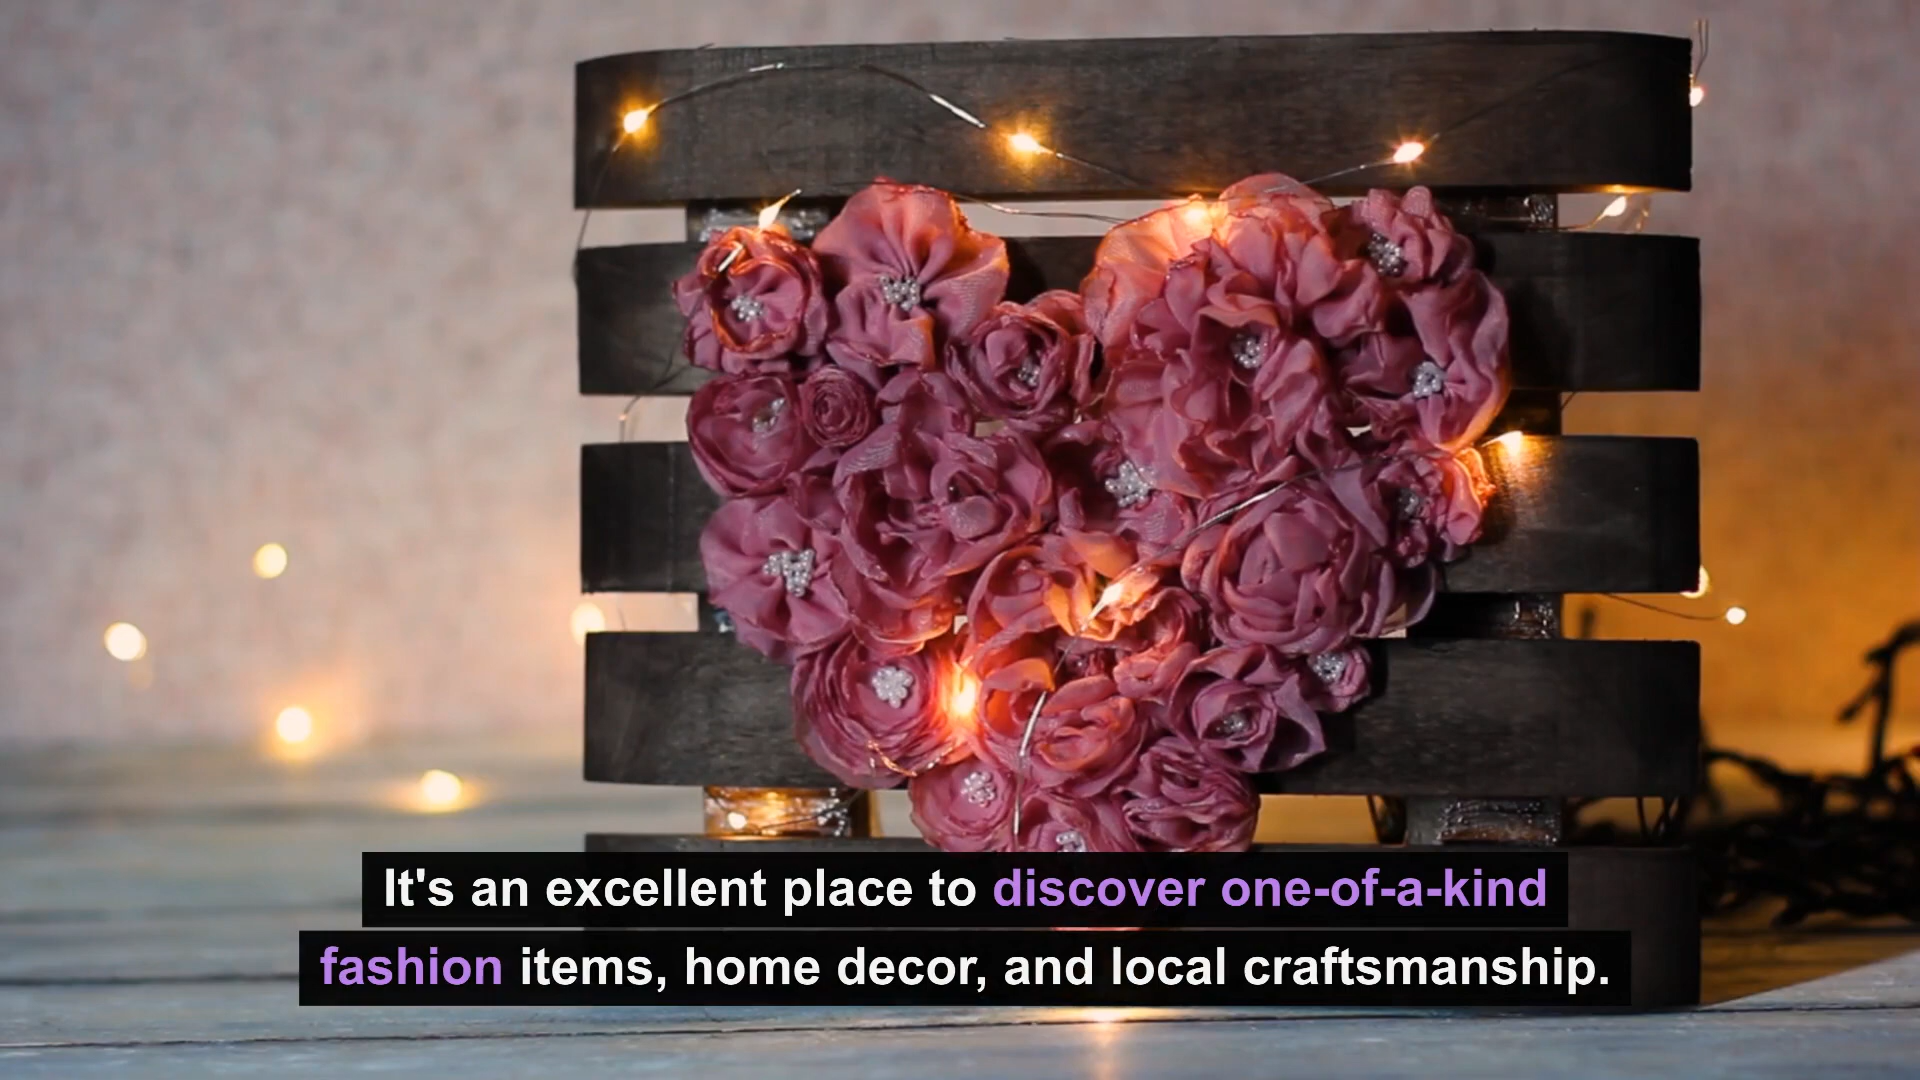 It's an excellent place to discover one-of-a-kind
fashion items, home decor, and local craftsmanship.